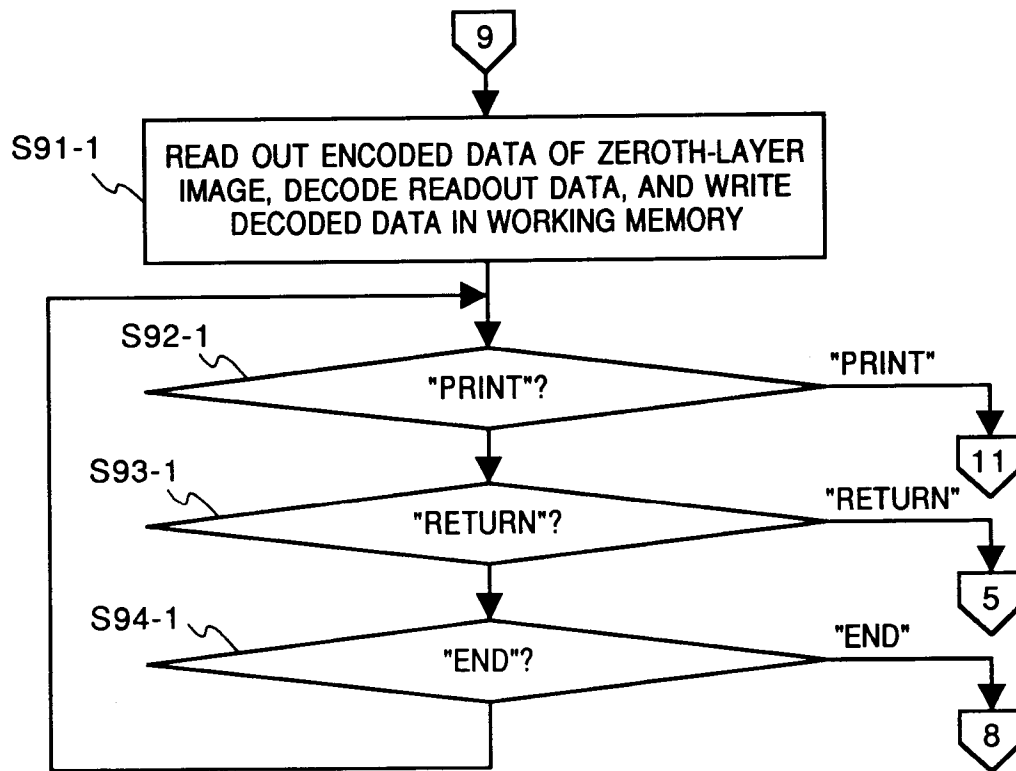 9
S91-1
READ OUT ENCODED DATA OF ZEROTH-LAYER
IMAGE, DECODE READOUT DATA, AND WRITE
DECODED DATA IN WORKING MEMORY
S92-1
"PRINT"?
"PRINT"
11
S93-1
"RETURN"?
"RETURN"
5
S94-1
"END"?
"END"
8